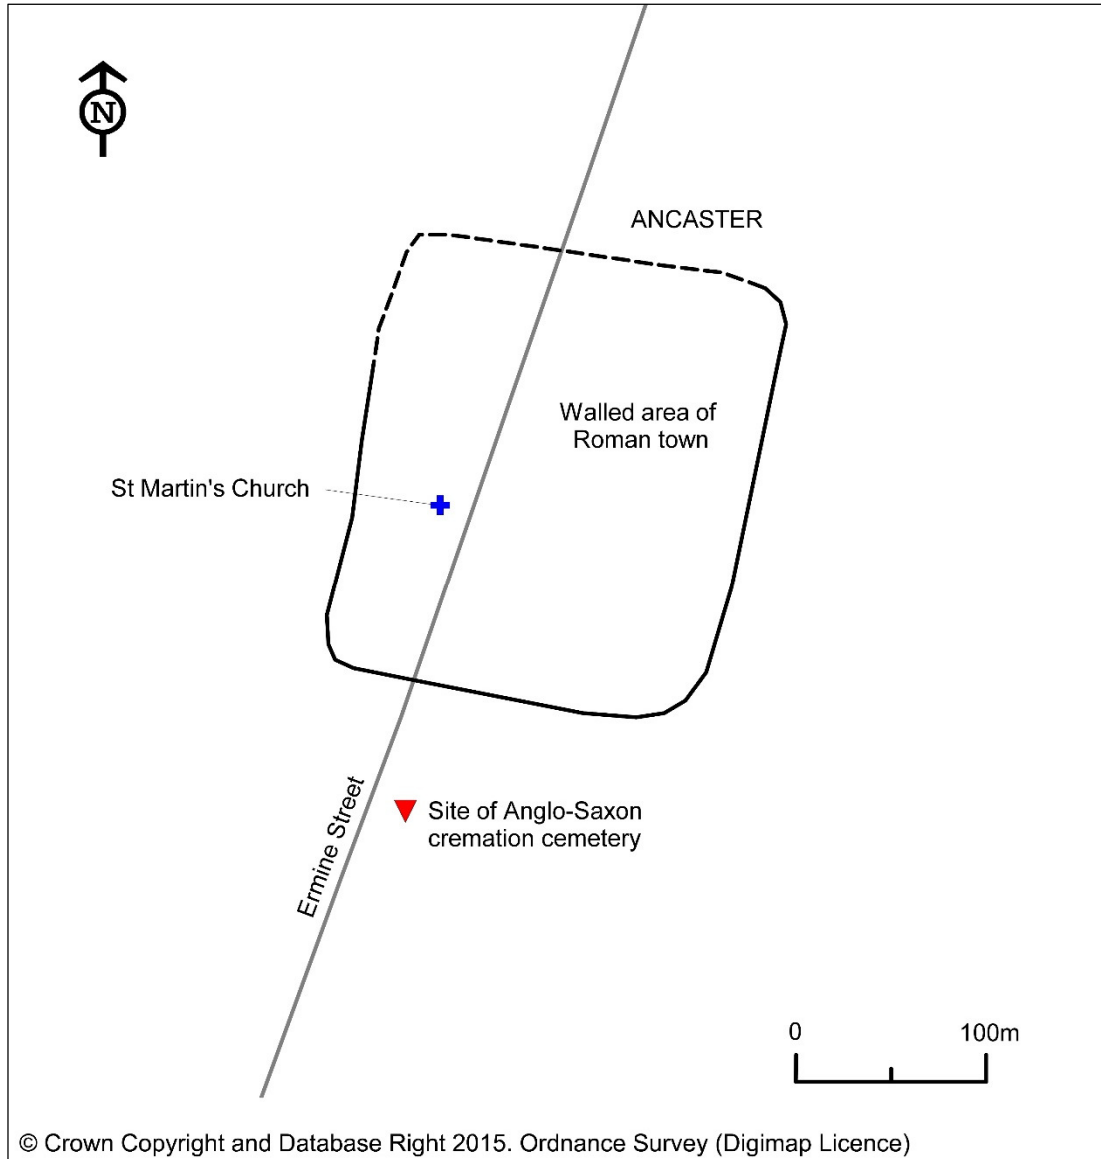 N
ANCASTER
Walled area of
Roman town
St Martin's Church
Site of Anglo-Saxon
cremation cemetery
Ermine Street
0 100m
© Crown Copyright and Database Right 2015. Ordnance Survey (Digimap Licence)